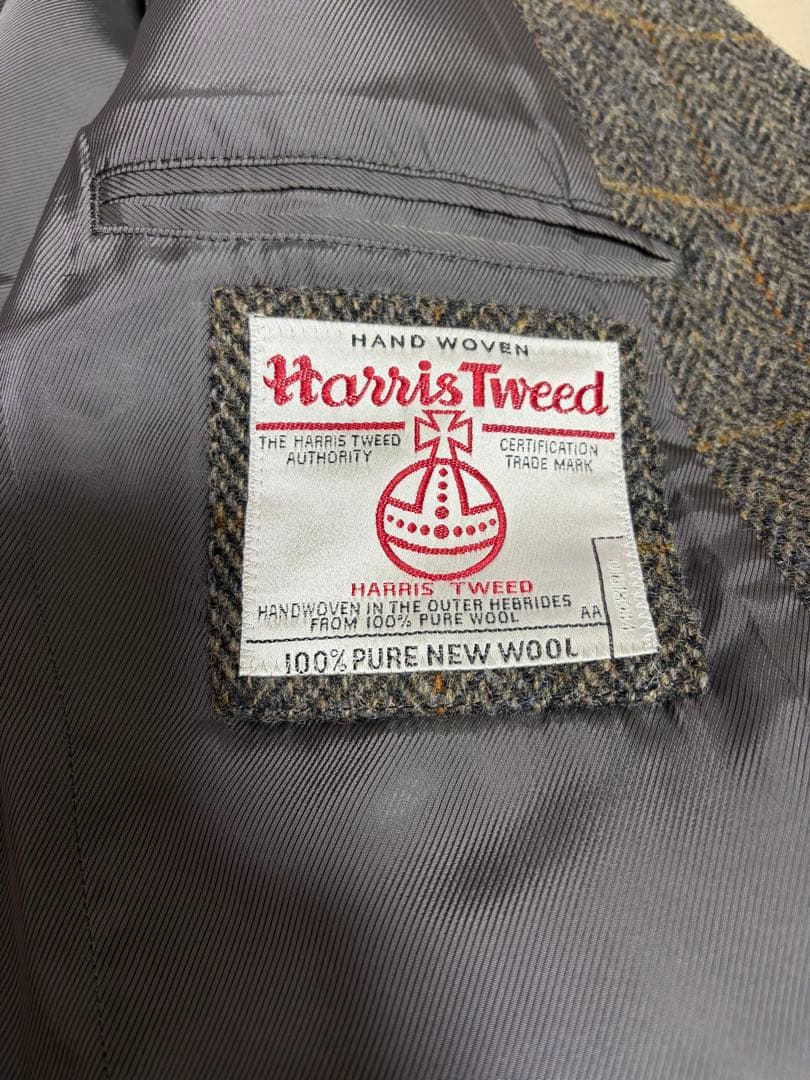 HAND WOVEN
Harris Tweed
THE HARRIS TWEED
AUTHORITY
CERTIFICATION
TRADE MARK
HARRIS TWEED
HANDWOVEN IN THE OUTER HEBRIDES
FROM 100% PURE WOOL
AA
100% PURE NEW WOOL